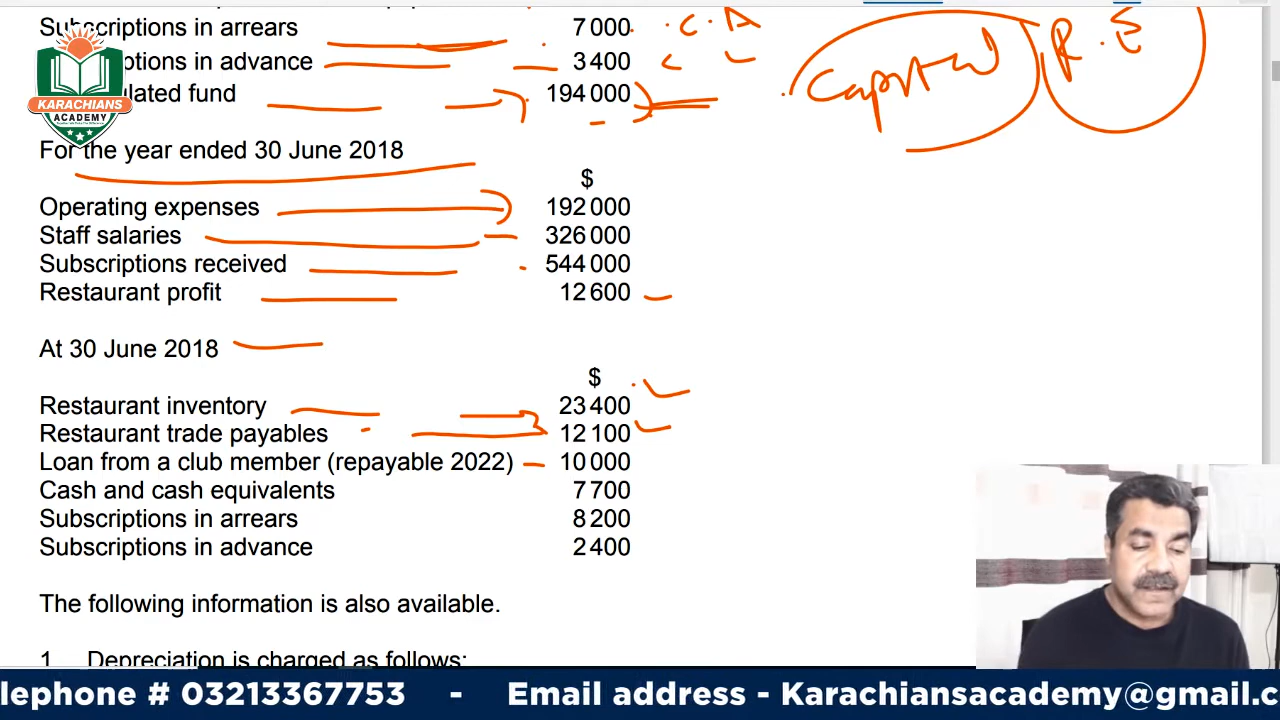 Subscriptions in arrears 7 000
ptions in advance 3 400
ulated fund 194 000
C. A
C L
Capital
R. E
KARACHIANS
ACADEMY
For the year ended 30 June 2018
$
Operating expenses 192 000
Staff salaries 326 000
Subscriptions received 544 000
Restaurant profit 12 600
At 30 June 2018
$
Restaurant inventory 23 400
Restaurant trade payables 12 100
Loan from a club member (repayable 2022) 10 000
Cash and cash equivalents 7 700
Subscriptions in arrears 8 200
Subscriptions in advance 2 400
The following information is also available.
1 Depreciation is charged as follows:
lephone # 03213367753 - Email address - Karachiansacademy@gmail.c